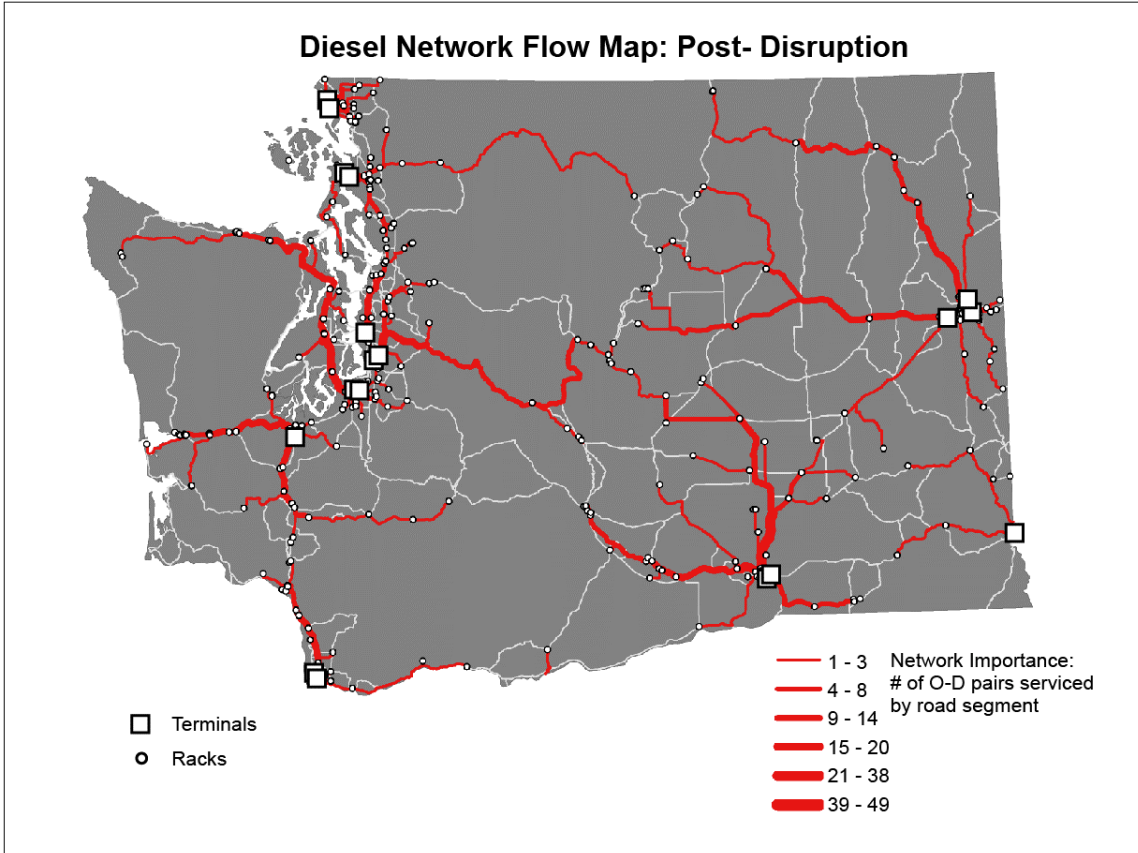 Diesel Network Flow Map: Post- Disruption
Terminals
Racks
1 - 3
4 - 8
9 - 14
15 - 20
21 - 38
39 - 49
Network Importance:
# of O-D pairs serviced
by road segment